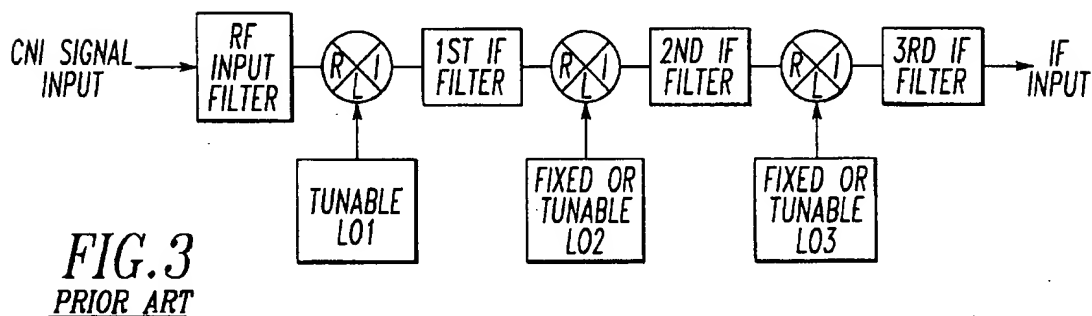 CNI SIGNAL
INPUT
RF
INPUT
FILTER
R I
L
1ST IF
FILTER
R I
L
2ND IF
FILTER
R I
L
3RD IF
FILTER
IF
INPUT
TUNABLE
LO1
FIXED OR
TUNABLE
LO2
FIXED OR
TUNABLE
LO3
FIG.3
PRIOR ART